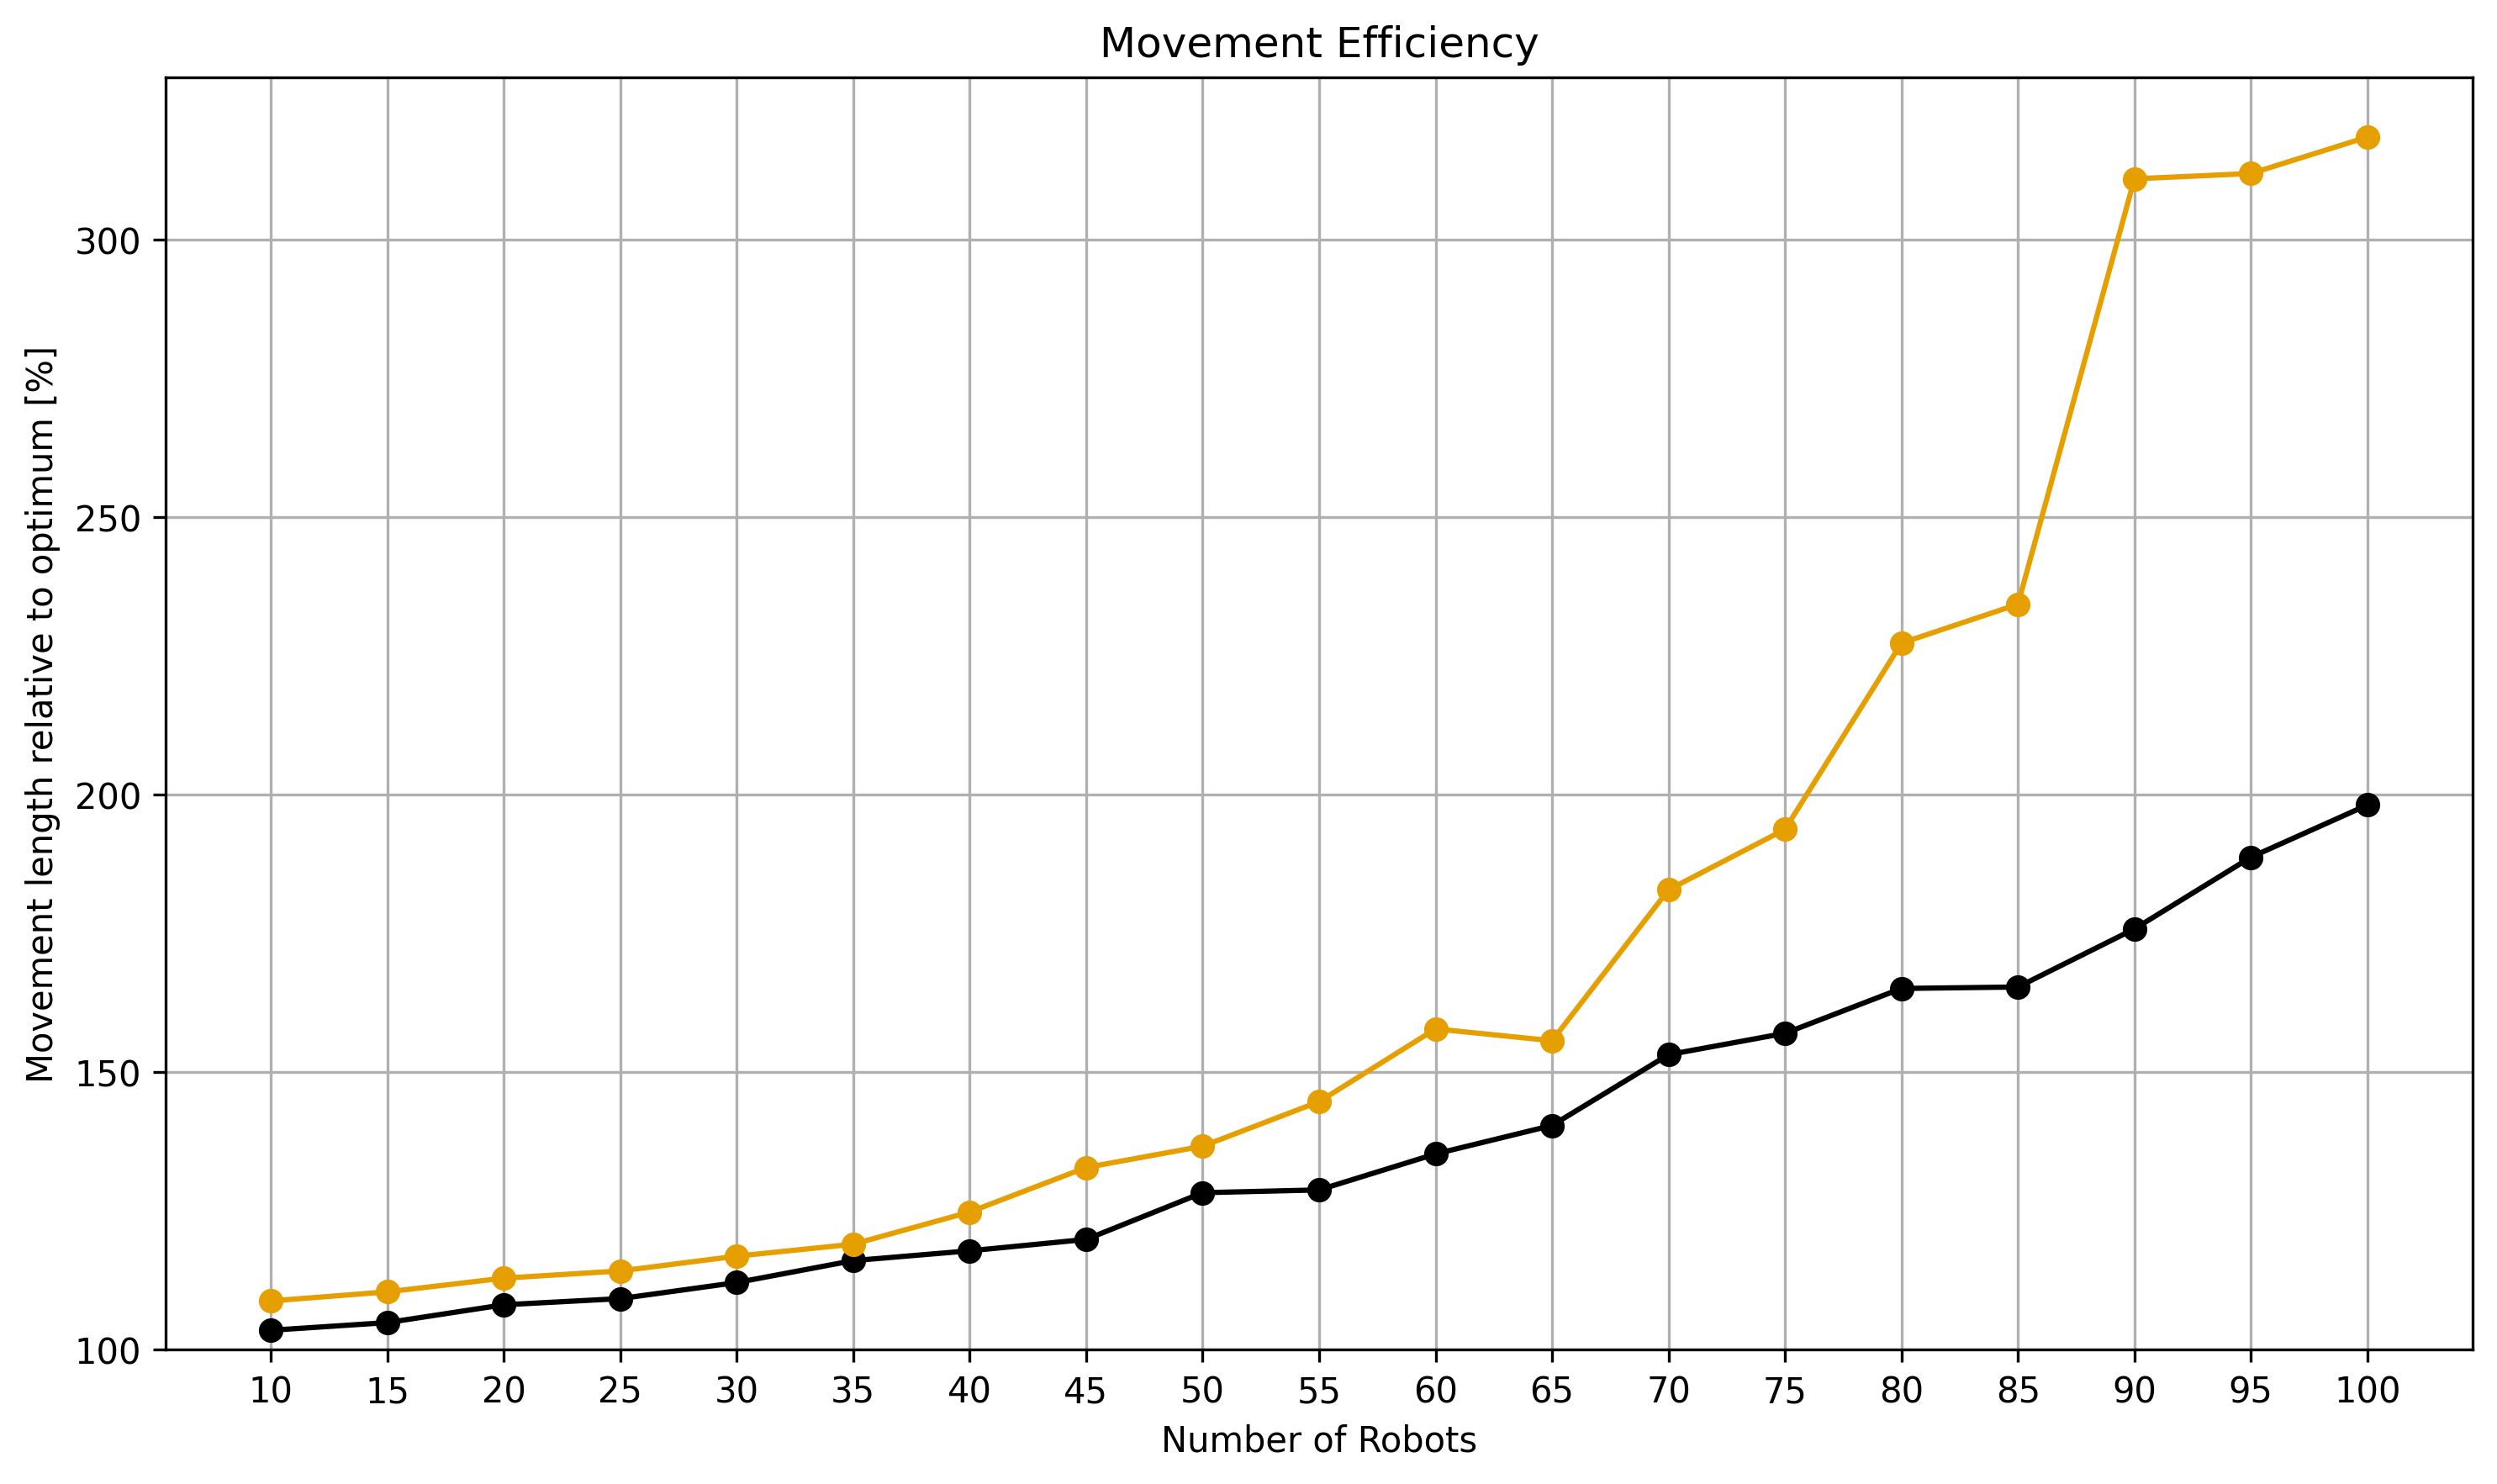 Movement Efficiency
Movement length relative to optimum [%]
300
250
200
150
100
10 15 20 25 30 35 40 45 50 55 60 65 70 75 80 85 90 95 100
Number of Robots